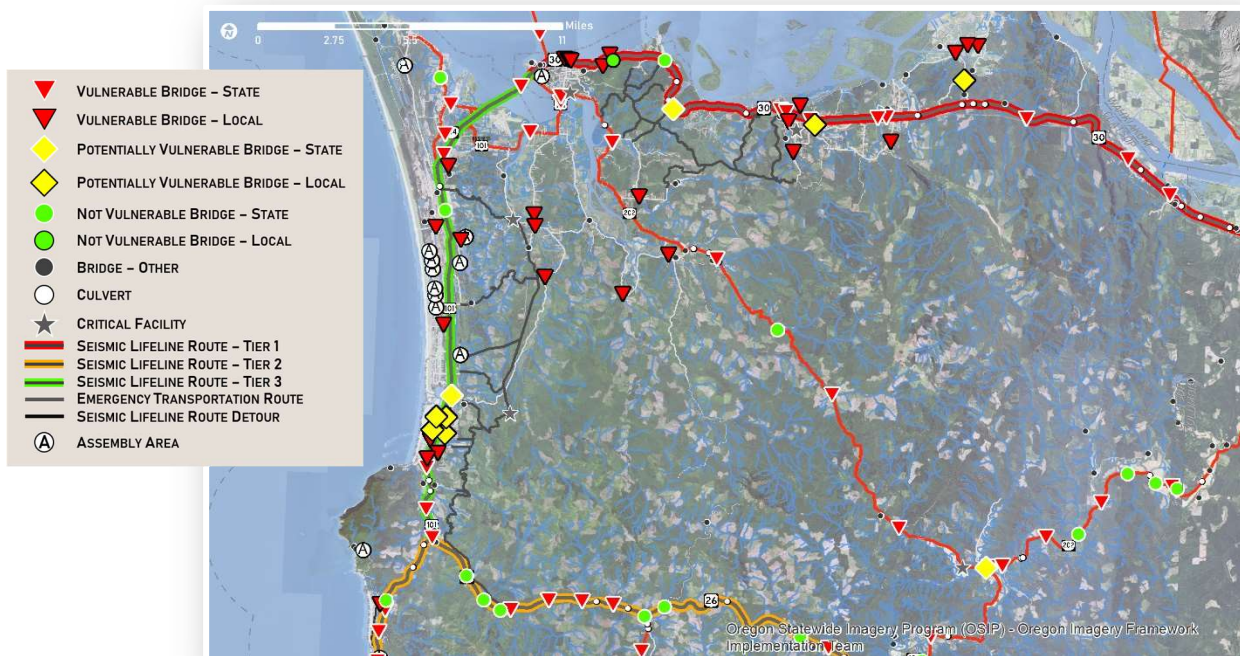 Miles
0 2.75 5.5 11
VULNERABLE BRIDGE – STATE
VULNERABLE BRIDGE – LOCAL
POTENTIALLY VULNERABLE BRIDGE – STATE
POTENTIALLY VULNERABLE BRIDGE – LOCAL
NOT VULNERABLE BRIDGE – STATE
NOT VULNERABLE BRIDGE – LOCAL
BRIDGE – OTHER
CULVERT
CRITICAL FACILITY
SEISMIC LIFELINE ROUTE – TIER 1
SEISMIC LIFELINE ROUTE – TIER 2
SEISMIC LIFELINE ROUTE – TIER 3
EMERGENCY TRANSPORTATION ROUTE
SEISMIC LIFELINE ROUTE DETOUR
A ASSEMBLY AREA
30
30
30
101
202
101
101
202
26
Oregon Statewide Imagery Program (OSIP) - Oregon Imagery Framework
Implementation Team